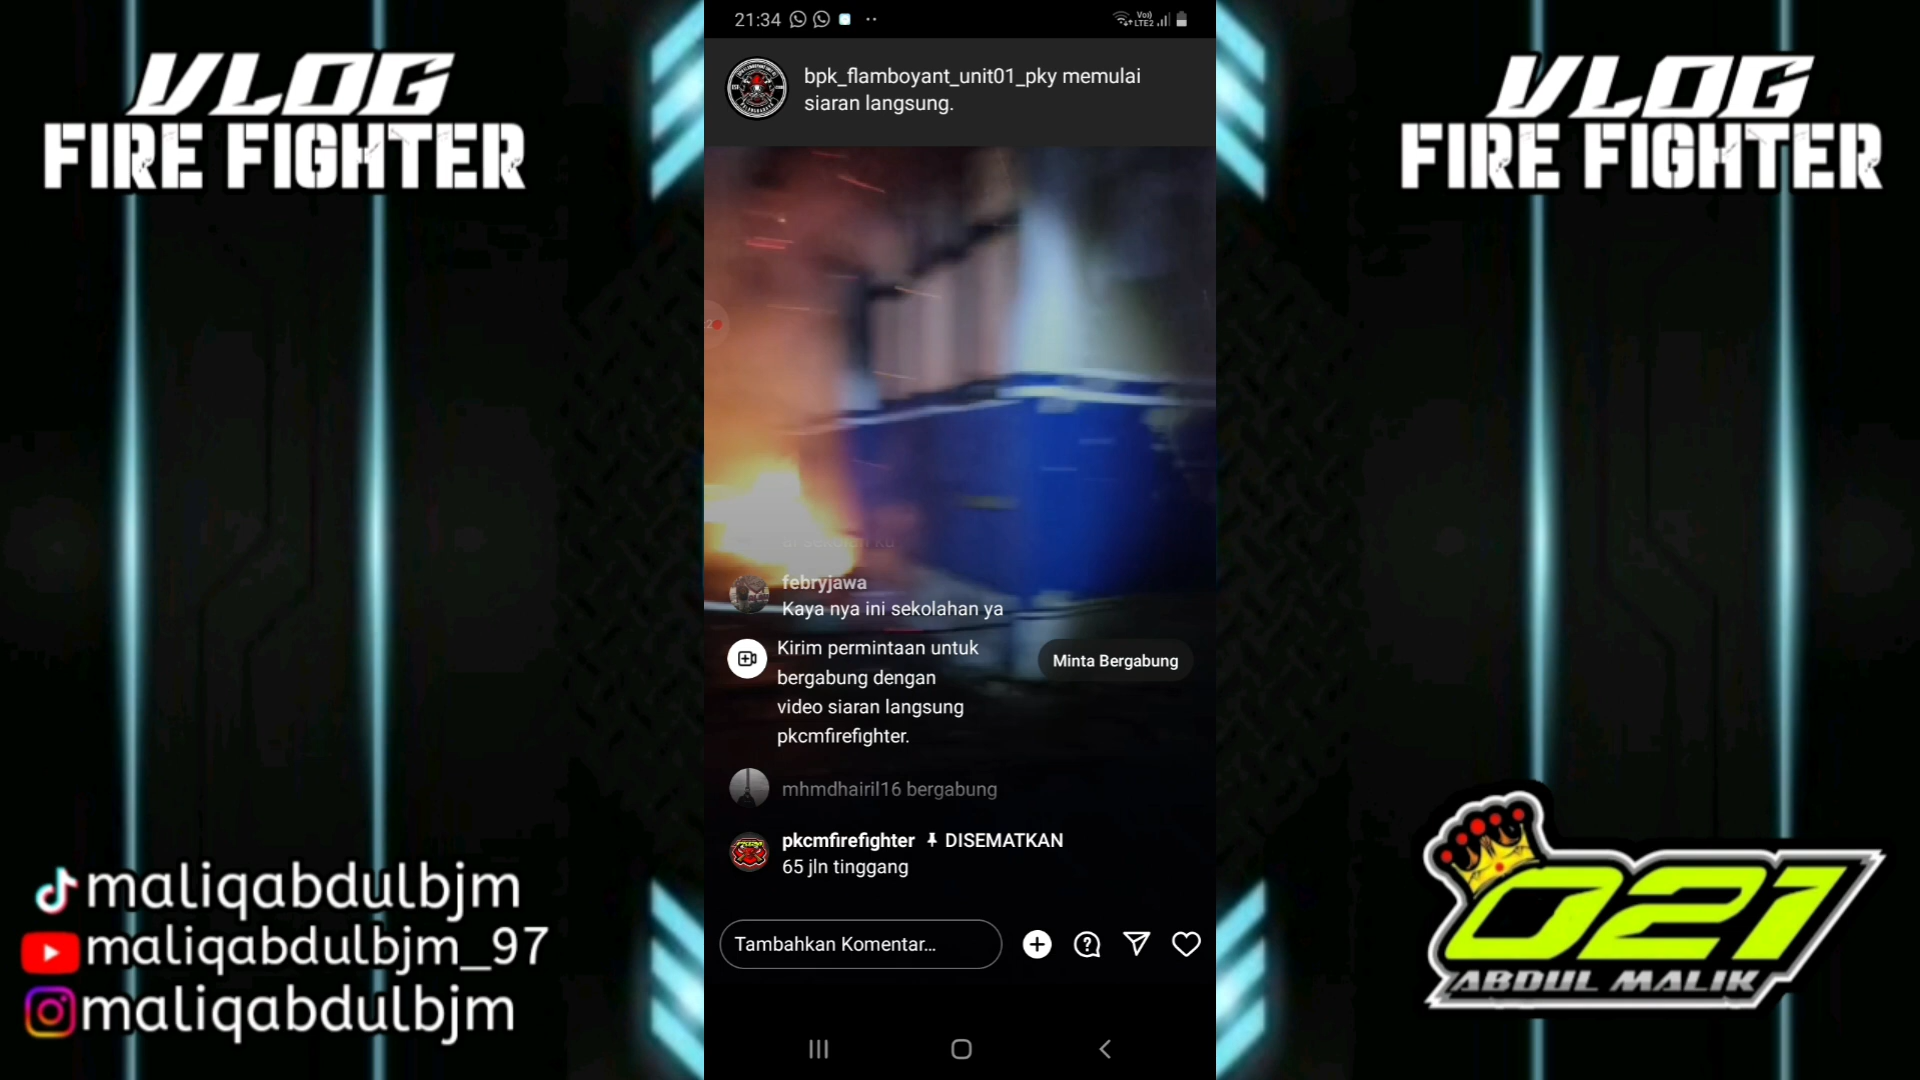 VLOG
FIRE FIGHTER
VLOG
FIRE FIGHTER
21:34
Vo))
LTE2
bpk_flamboyant_unit01_pky memulai
siaran langsung.
febryjawa
Kaya nya ini sekolahan ya
Kirim permintaan untuk
bergabung dengan
video siaran langsung
pkcmfirefighter.
Minta Bergabung
mhmdhairil16 bergabung
pkcmfirefighter DISEMATKAN
65 jln tinggang
Tambahkan Komentar...
maliqabdulbjm
maliqabdulbjm_97
maliqabdulbjm
021
ABDUL MALIK